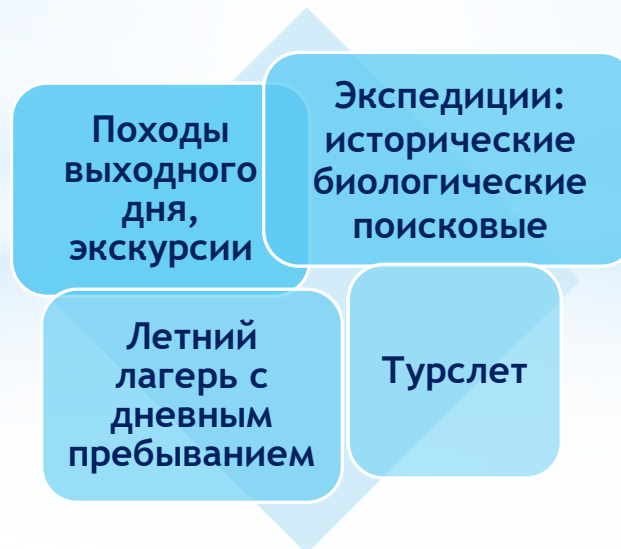 Походы
выходного
дня,
экскурсии
Экспедиции:
исторические
биологические
поисковые
Летний
лагерь с
дневным
пребыванием
Турслет